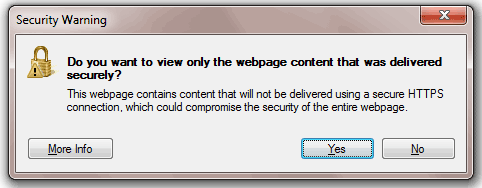 Security Warning
Do you want to view only the webpage content that was delivered
securely?
This webpage contains content that will not be delivered using a secure HTTPS
connection, which could compromise the security of the entire webpage.
More Info
Yes
No